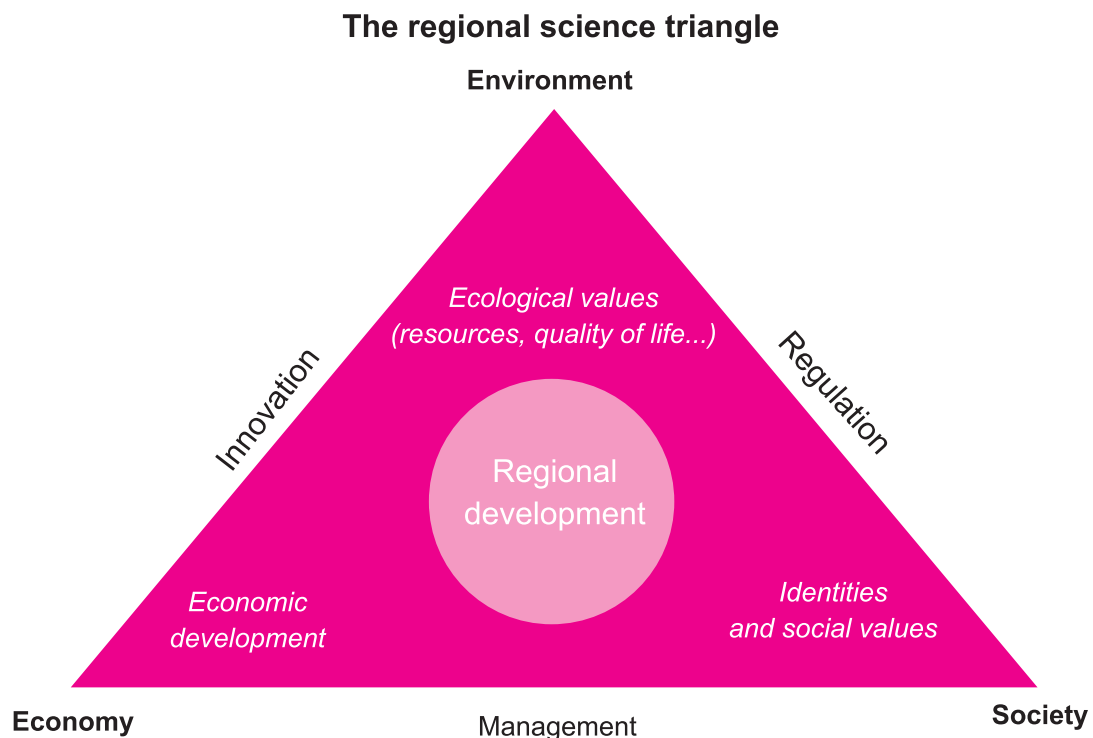 The regional science triangle
Environment
Ecological values
(resources, quality of life...)
Innovation
Regulation
Regional
development
Economic
development
Identities
and social values
Economy
Management
Society